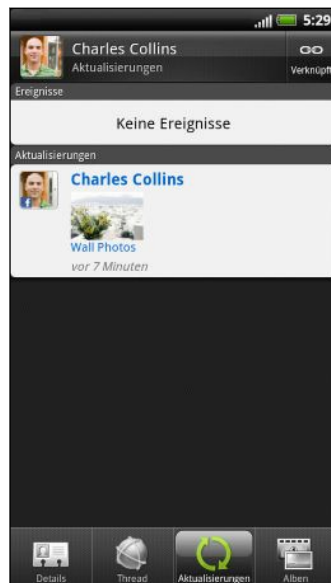 5:29
Charles Collins
Aktualisierungen
Verknüpft
Ereignisse
Keine Ereignisse
Aktualisierungen
Charles Collins
Wall Photos
vor 7 Minuten
Details
Thread
Aktualisierungen
Alben